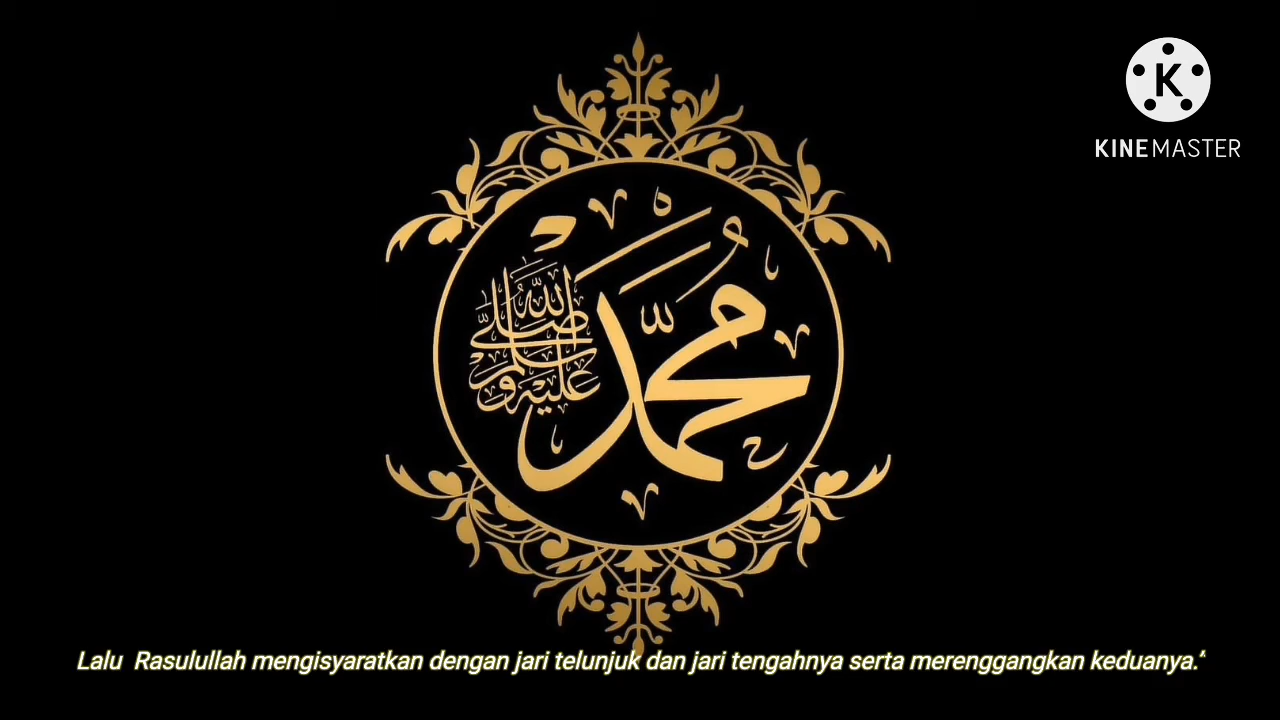 KINEMASTER
محمد
صلى الله عليه وسلم
Lalu Rasulullah mengisyaratkan dengan jari telunjuk dan jari tengahnya serta merenggangkan keduanya.“